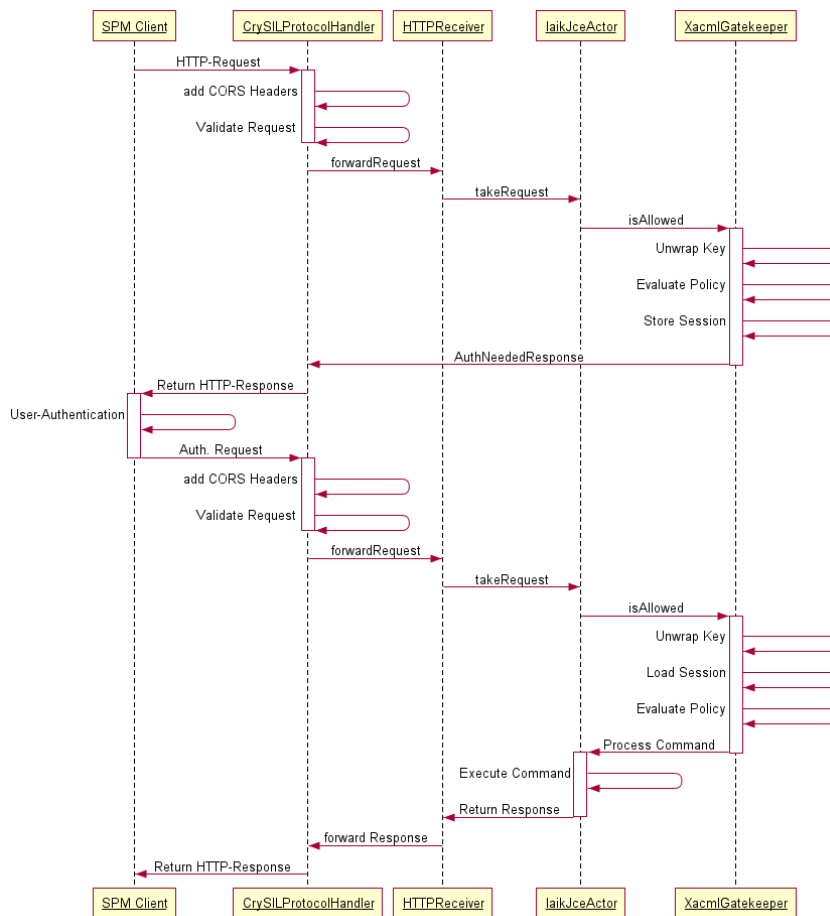 SPM Client
CrySILProtocolHandler
HTTPReceiver
IaikJceActor
XacmlGatekeeper
HTTP-Request
add CORS Headers
Validate Request
forwardRequest
takeRequest
isAllowed
Unwrap Key
Evaluate Policy
Store Session
AuthNeededResponse
Return HTTP-Response
User-Authentication
Auth. Request
add CORS Headers
Validate Request
forwardRequest
takeRequest
isAllowed
Unwrap Key
Load Session
Evaluate Policy
Process Command
Execute Command
Return Response
forward Response
Return HTTP-Response
SPM Client
CrySILProtocolHandler
HTTPReceiver
IaikJceActor
XacmlGatekeeper